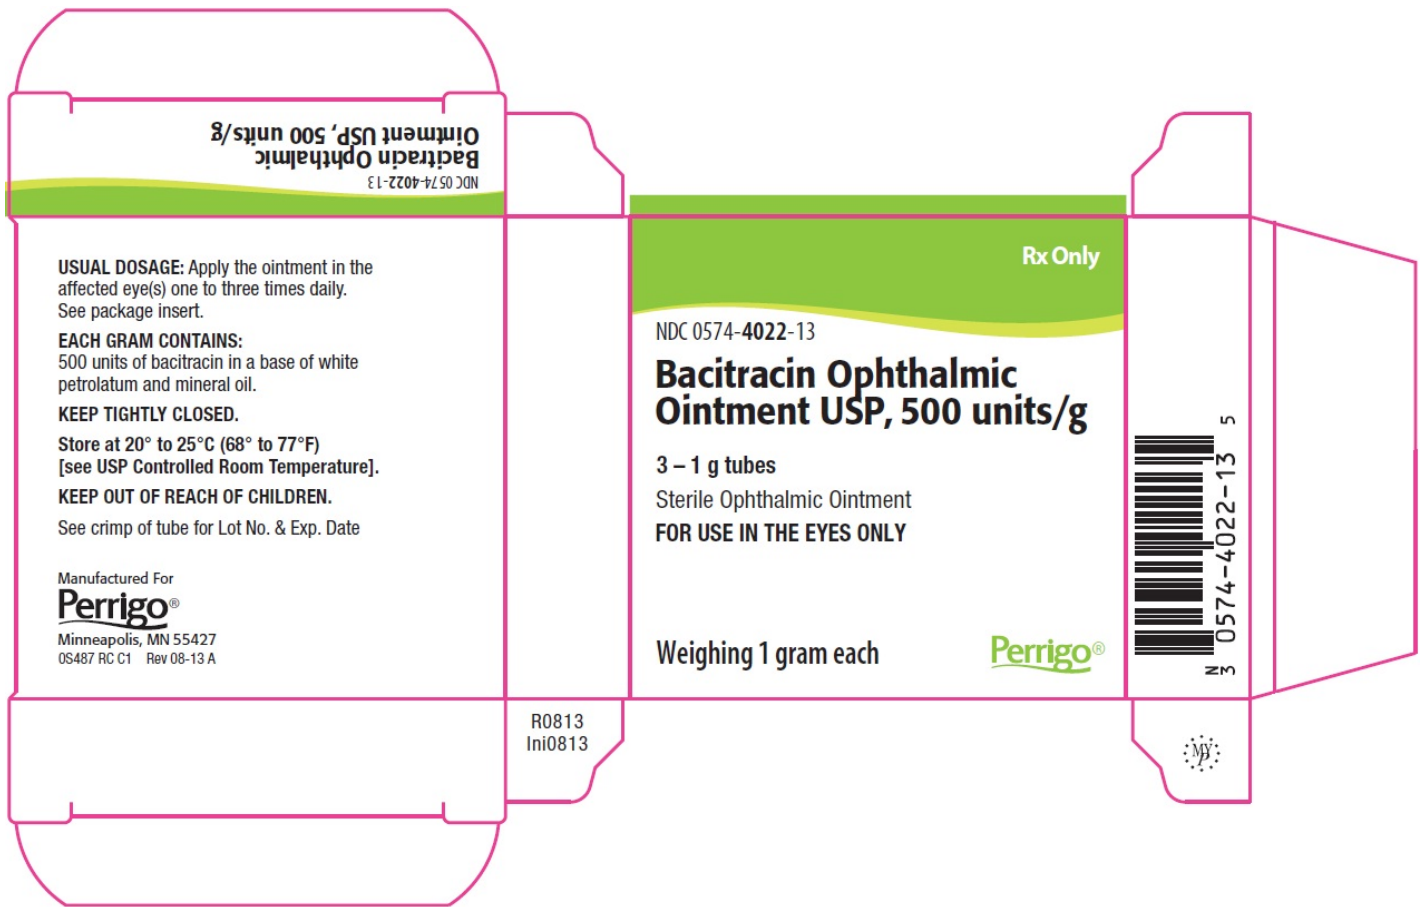 NDC 0574-4022-13
Bacitracin Ophthalmic
Ointment USP, 500 units/g
USUAL DOSAGE: Apply the ointment in the
affected eye(s) one to three times daily.
See package insert.
EACH GRAM CONTAINS:
500 units of bacitracin in a base of white
petrolatum and mineral oil.
KEEP TIGHTLY CLOSED.
Store at 20° to 25°C (68° to 77°F)
[see USP Controlled Room Temperature].
KEEP OUT OF REACH OF CHILDREN.
See crimp of tube for Lot No. & Exp. Date
Manufactured For
Perrigo®
Minneapolis, MN 55427
0S487 RC C1 Rev 08-13 A
R0813
Ini0813
Rx Only
NDC 0574-4022-13
Bacitracin Ophthalmic
Ointment USP, 500 units/g
3 – 1 g tubes
Sterile Ophthalmic Ointment
FOR USE IN THE EYES ONLY
Weighing 1 gram each
Perrigo®
N
3 0574-4022-13 5
MY
P